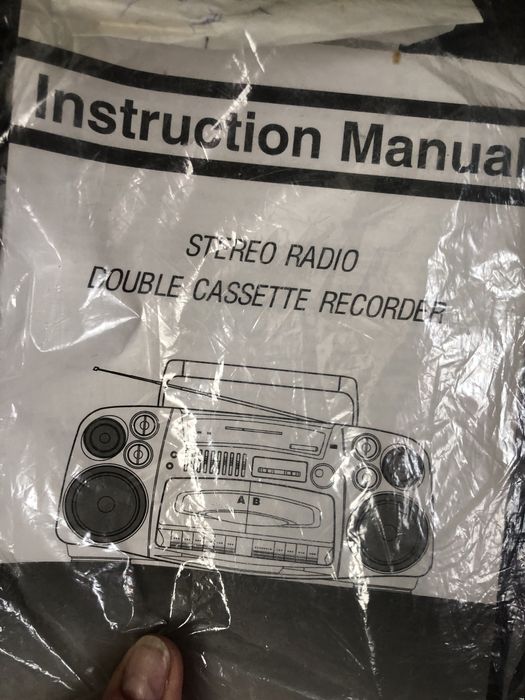 Instruction Manual
STEREO RADIO
DOUBLE CASSETTE RECORDER
A B